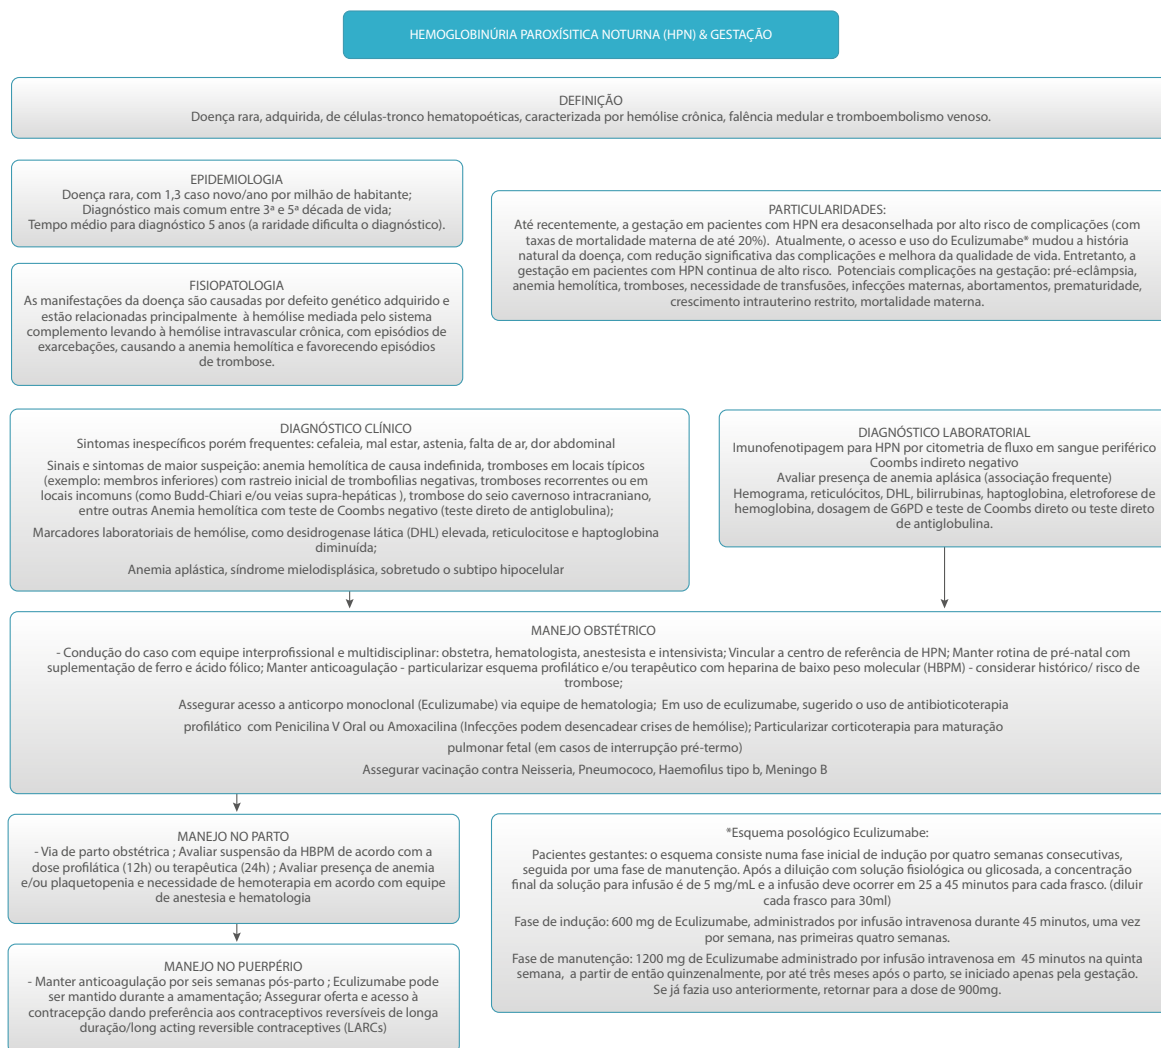 HEMOGLOBINÚRIA PAROXÍSITICA NOTURNA (HPN) & GESTAÇÃO
DEFINIÇÃO
Doença rara, adquirida, de células-tronco hematopoéticas, caracterizada por hemólise crônica, falência medular e tromboembolismo venoso.
EPIDEMIOLOGIA
Doença rara, com 1,3 caso novo/ano por milhão de habitante;
Diagnóstico mais comum entre 3ª e 5ª década de vida;
Tempo médio para diagnóstico 5 anos (a raridade dificulta o diagnóstico).
PARTICULARIDADES:
Até recentemente, a gestação em pacientes com HPN era desaconselhada por alto risco de complicações (com
taxas de mortalidade materna de até 20%). Atualmente, o acesso e uso do Eculizumabe* mudou a história
natural da doença, com redução significativa das complicações e melhora da qualidade de vida. Entretanto, a
gestação em pacientes com HPN continua de alto risco. Potenciais complicações na gestação: pré-eclâmpsia,
anemia hemolítica, tromboses, necessidade de transfusões, infecções maternas, abortamentos, prematuridade,
crescimento intrauterino restrito, mortalidade materna.
FISIOPATOLOGIA
As manifestações da doença são causadas por defeito genético adquirido e
estão relacionadas principalmente à hemólise mediada pelo sistema
complemento levando à hemólise intravascular crônica, com episódios de
exarcebações, causando a anemia hemolítica e favorecendo episódios
de trombose.
DIAGNÓSTICO CLÍNICO
Sintomas inespecíficos porém frequentes: cefaleia, mal estar, astenia, falta de ar, dor abdominal
Sinais e sintomas de maior suspeição: anemia hemolítica de causa indefinida, tromboses em locais típicos
(exemplo: membros inferiores) com rastreio inicial de trombofilias negativas, tromboses recorrentes ou em
locais incomuns (como Budd-Chiari e/ou veias supra-hepáticas ), trombose do seio cavernoso intracraniano,
entre outras Anemia hemolítica com teste de Coombs negativo (teste direto de antiglobulina);
Marcadores laboratoriais de hemólise, como desidrogenase lática (DHL) elevada, reticulocitose e haptoglobina
diminuída;
Anemia aplástica, síndrome mielodisplásica, sobretudo o subtipo hipocelular
DIAGNÓSTICO LABORATORIAL
Imunofenotipagem para HPN por citometria de fluxo em sangue periférico
Coombs indireto negativo
Avaliar presença de anemia aplásica (associação frequente)
Hemograma, reticulócitos, DHL, bilirrubinas, haptoglobina, eletroforese de
hemoglobina, dosagem de G6PD e teste de Coombs direto ou teste direto
de antiglobulina.
MANEJO OBSTÉTRICO
- Condução do caso com equipe interprofissional e multidisciplinar: obstetra, hematologista, anestesista e intensivista; Vincular a centro de referência de HPN; Manter rotina de pré-natal com
suplementação de ferro e ácido fólico; Manter anticoagulação - particularizar esquema profilático e/ou terapêutico com heparina de baixo peso molecular (HBPM) - considerar histórico/ risco de
trombose;
Assegurar acesso a anticorpo monoclonal (Eculizumabe) via equipe de hematologia; Em uso de eculizumabe, sugerido o uso de antibioticoterapia
profilático com Penicilina V Oral ou Amoxacilina (Infecções podem desencadear crises de hemólise); Particularizar corticoterapia para maturação
pulmonar fetal (em casos de interrupção pré-termo)
Assegurar vacinação contra Neisseria, Pneumococo, Haemofilus tipo b, Meningo B
MANEJO NO PARTO
- Via de parto obstétrica ; Avaliar suspensão da HBPM de acordo com a
dose profilática (12h) ou terapêutica (24h) ; Avaliar presença de anemia
e/ou plaquetopenia e necessidade de hemoterapia em acordo com equipe
de anestesia e hematologia
MANEJO NO PUERPÉRIO
- Manter anticoagulação por seis semanas pós-parto ; Eculizumabe pode
ser mantido durante a amamentação; Assegurar oferta e acesso à
contracepção dando preferência aos contraceptivos reversíveis de longa
duração/long acting reversible contraceptives (LARCs)
*Esquema posológico Eculizumabe:
Pacientes gestantes: o esquema consiste numa fase inicial de indução por quatro semanas consecutivas,
seguida por uma fase de manutenção. Após a diluição com solução fisiológica ou glicosada, a concentração
final da solução para infusão é de 5 mg/mL e a infusão deve ocorrer em 25 a 45 minutos para cada frasco. (diluir
cada frasco para 30ml)
Fase de indução: 600 mg de Eculizumabe, administrados por infusão intravenosa durante 45 minutos, uma vez
por semana, nas primeiras quatro semanas.
Fase de manutenção: 1200 mg de Eculizumabe administrado por infusão intravenosa em 45 minutos na quinta
semana, a partir de então quinzenalmente, por até três meses após o parto, se iniciado apenas pela gestação.
Se já fazia uso anteriormente, retornar para a dose de 900mg.